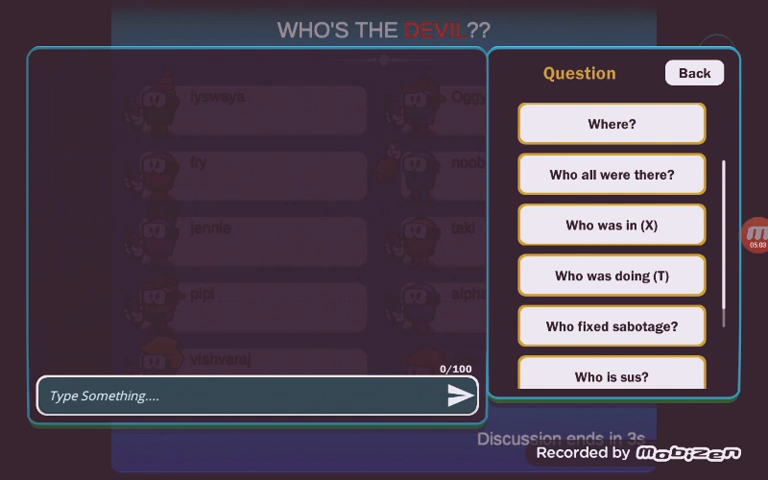 WHO'S THE DEVIL??
iyswaya
Oggy
fry
noob
jennie
taki
pipi
alpha
vishvaraj
0/100
Type Something....
Discussion ends in 3s
Question
Back
Where?
Who all were there?
Who was in (X)
Who was doing (T)
Who fixed sabotage?
Who is sus?
05:03
Recorded by mobizen